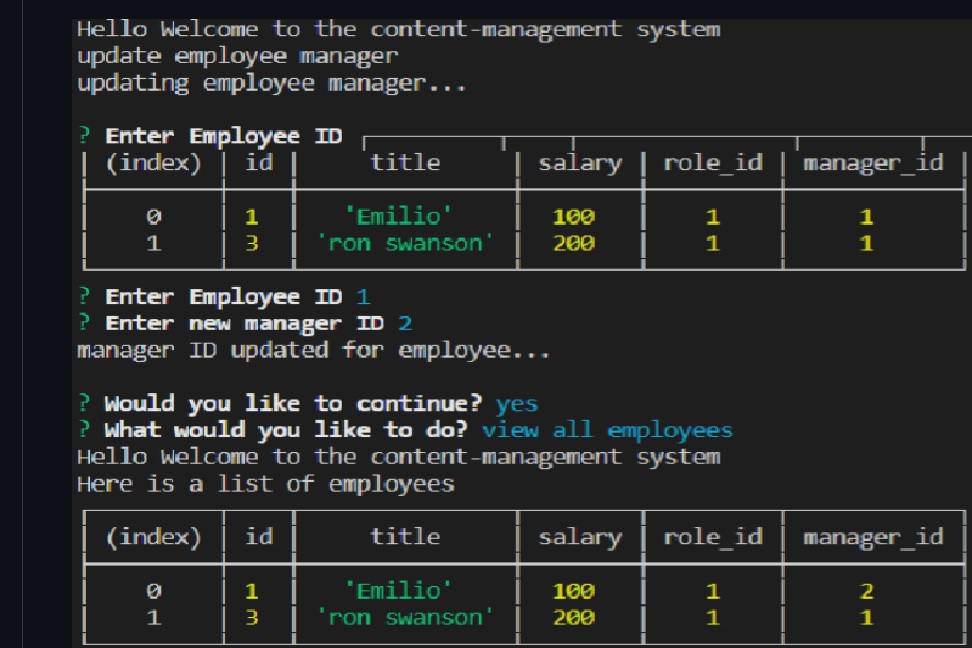 Hello Welcome to the content-management system
update employee manager
updating employee manager...
? Enter Employee ID
(index) id title salary role_id manager_id
0 1 'Emilio' 100 1 1
1 3 'ron swanson' 200 1 1
? Enter Employee ID 1
? Enter new manager ID 2
manager ID updated for employee...
? Would you like to continue? yes
? What would you like to do? view all employees
Hello Welcome to the content-management system
Here is a list of employees
(index) id title salary role_id manager_id
0 1 'Emilio' 100 1 2
1 3 'ron swanson' 200 1 1